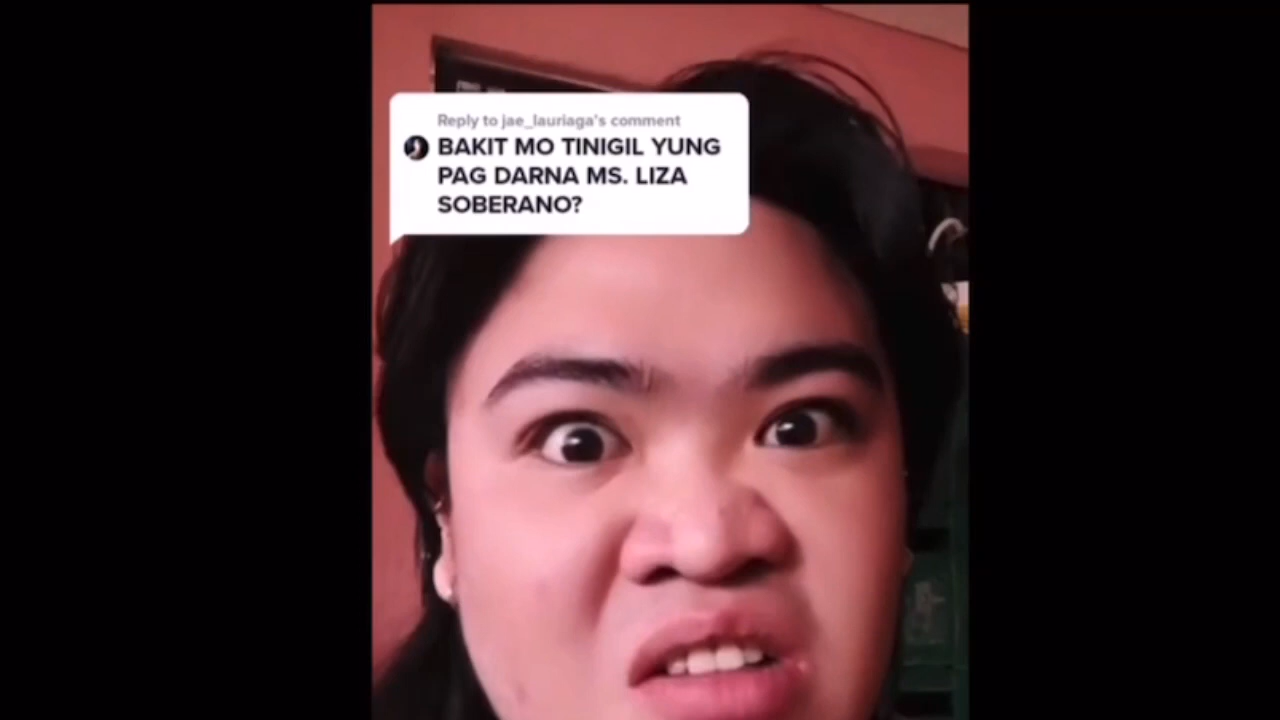 Reply to jae_lauriaga's comment
BAKIT MO TINIGIL YUNG
PAG DARNA MS. LIZA
SOBERANO?